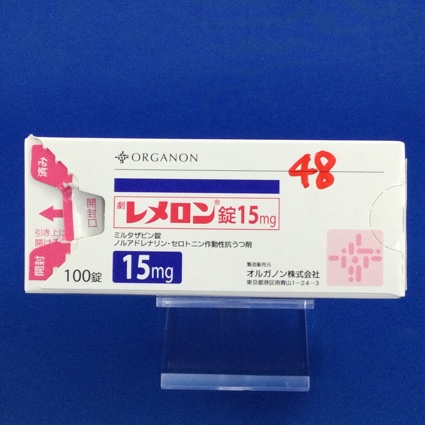 済み
開封口
引き上げ
開封
100錠
ORGANON
48
劇 レメロン®錠15mg
ミルタザピン錠
ノルアドレナリン・セロトニン作動性抗うつ剤
15mg
製造販売元
オルガノン株式会社
東京都港区南青山1-24-3